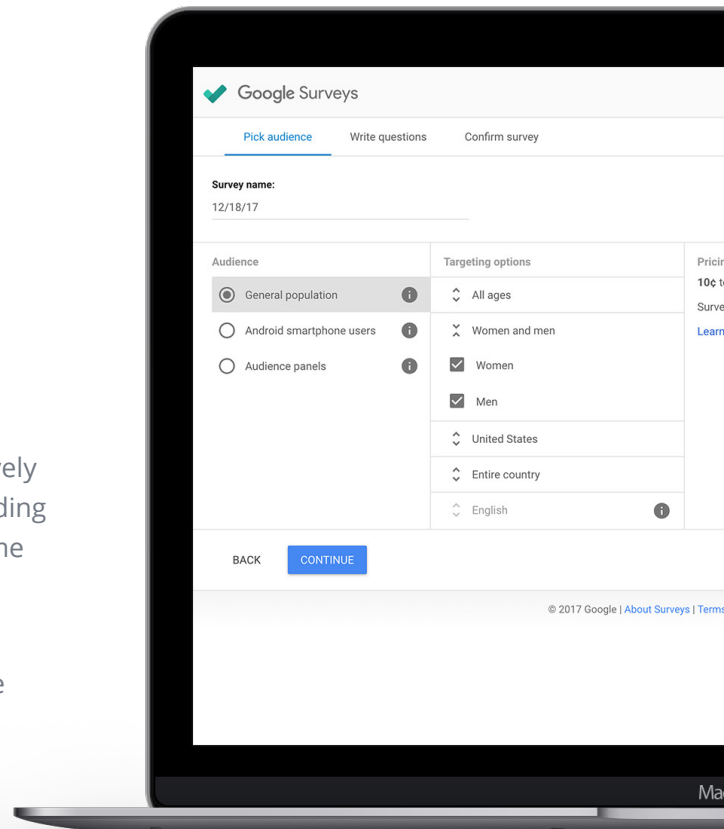 Google Surveys
Pick audience Write questions Confirm survey
Survey name:
12/18/17
Audience Targeting options
General population All ages 10¢
Android smartphone users Women and men
Audience panels Women
Men
United States
Entire country
English
BACK CONTINUE
© 2017 Google | About Surveys | Terms